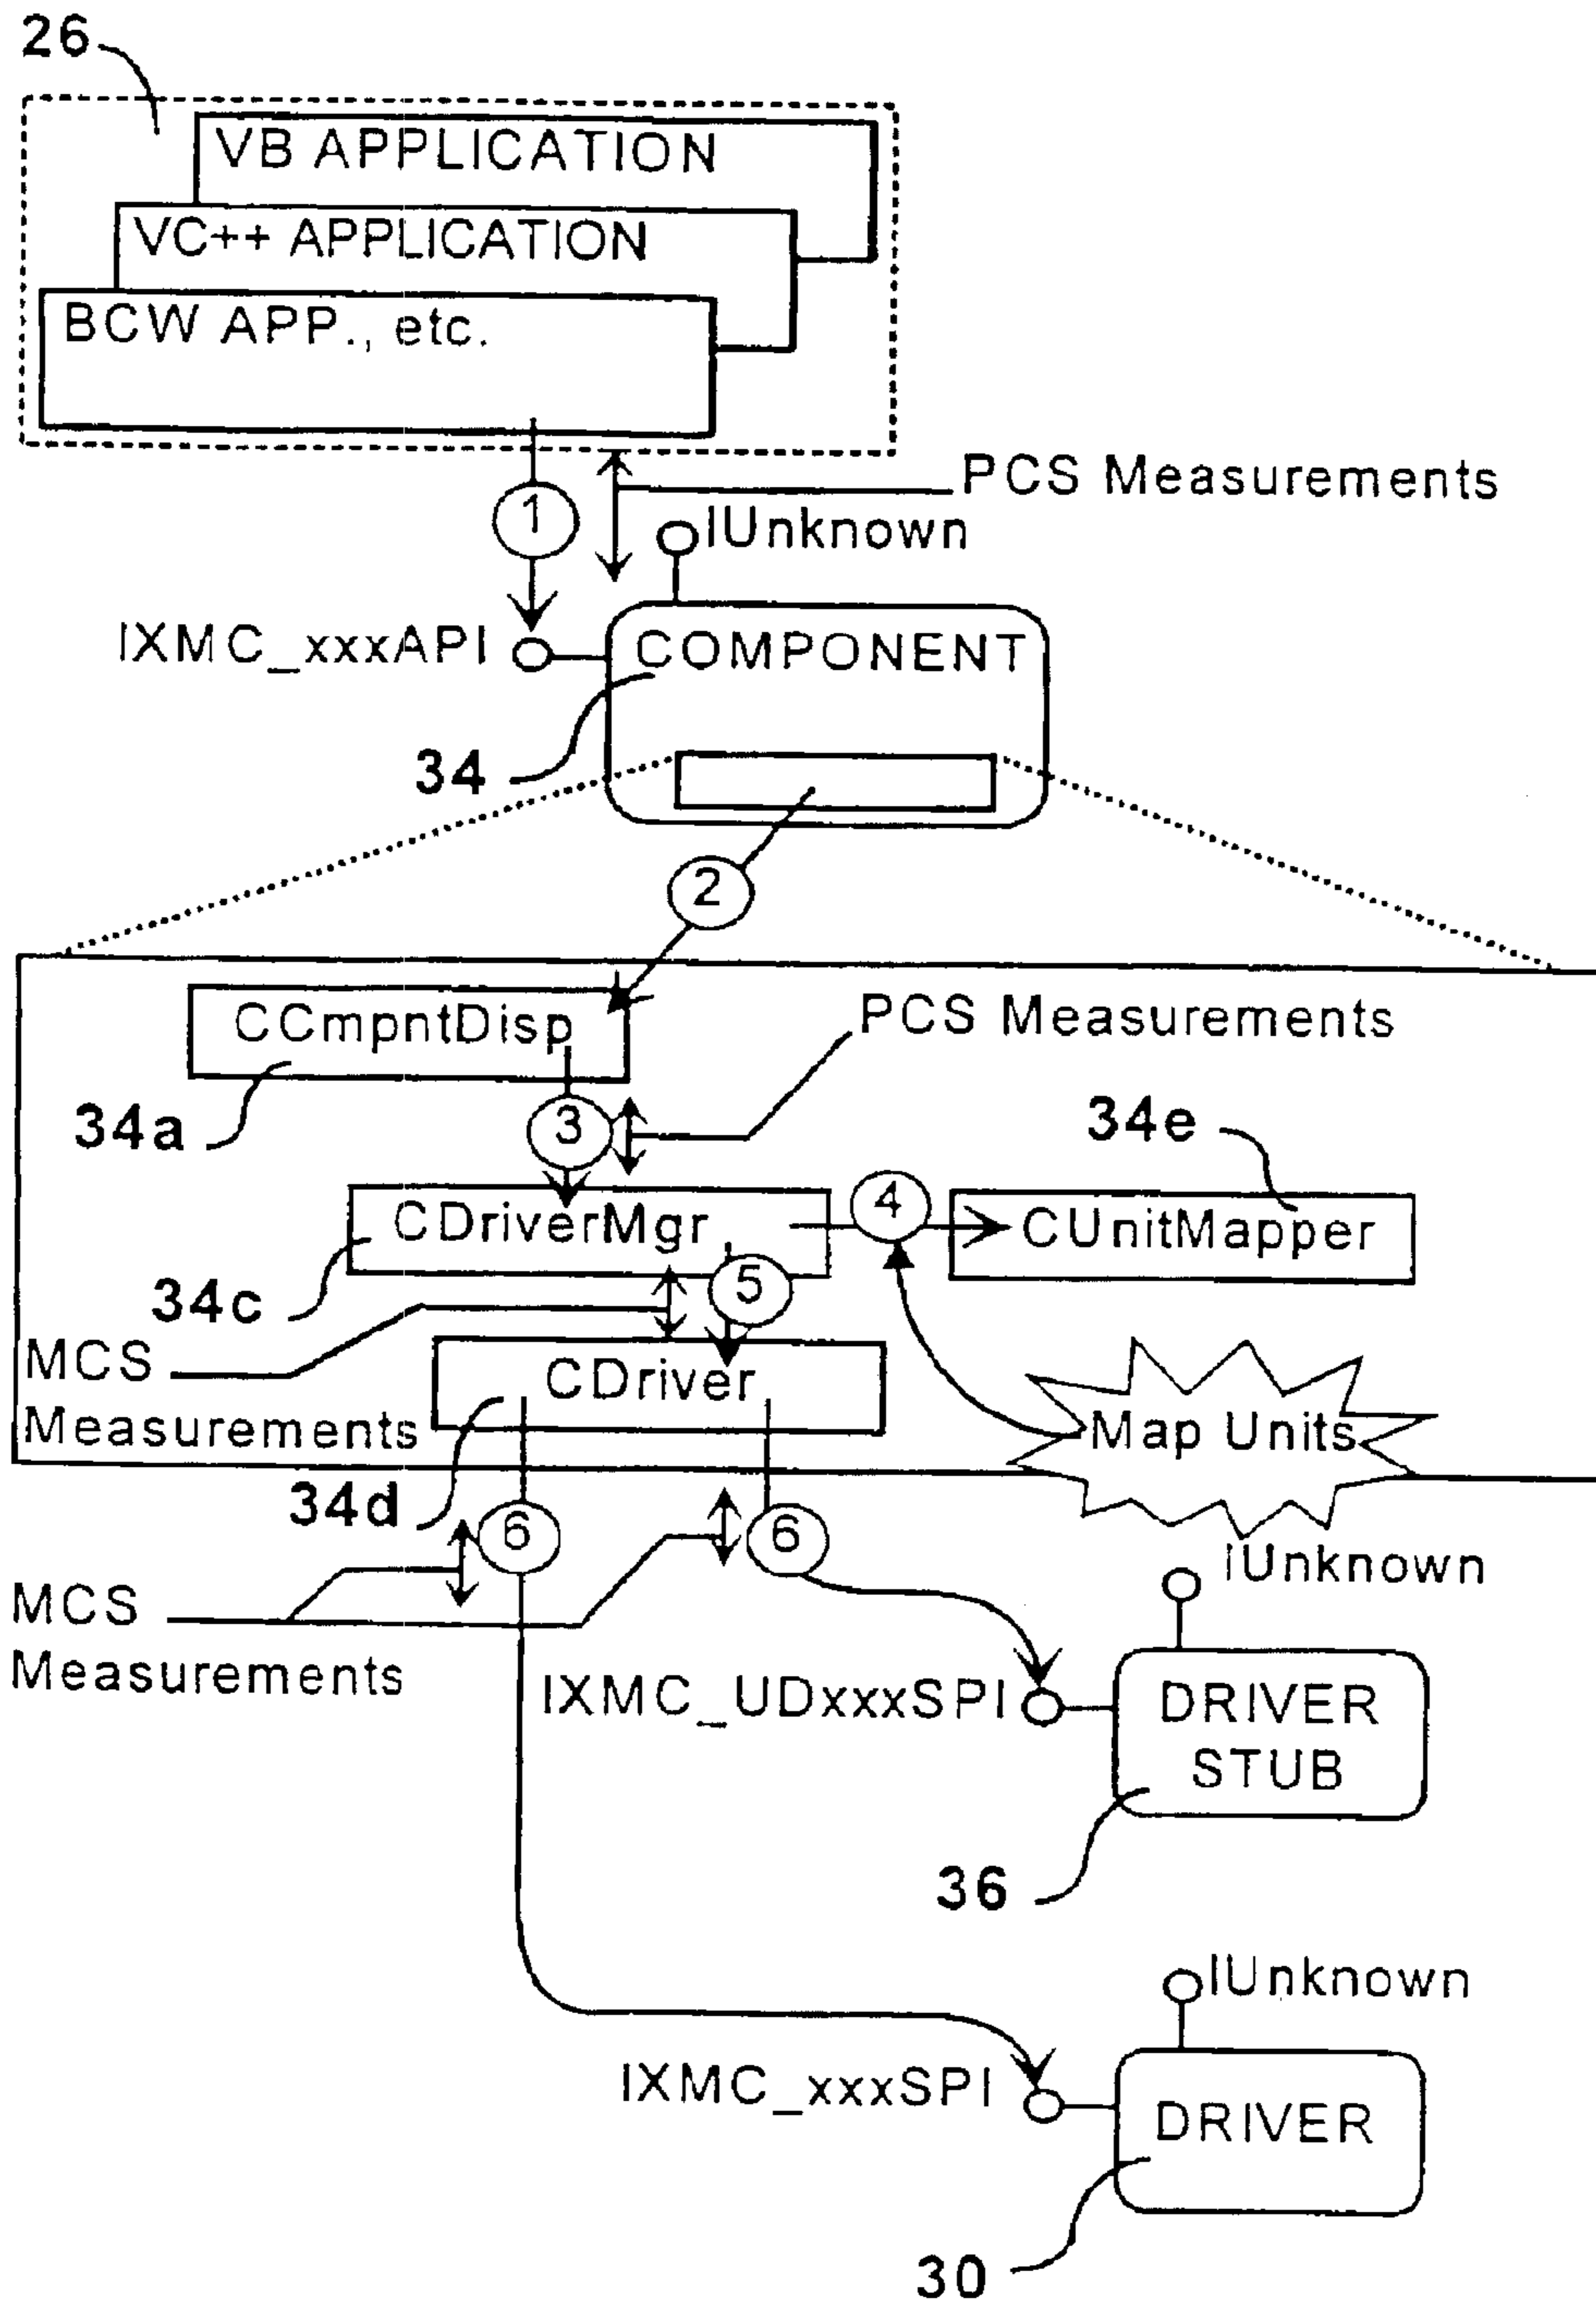 26
VB APPLICATION
VC++ APPLICATION
BCW APP., etc.
PCS Measurements
1
IUnknown
IXMC_xxxAPI
COMPONENT
34
2
CCmpntDisp
PCS Measurements
34a
3
34e
CDriverMgr
4
CUnitMapper
34c
5
MCS
Measurements
CDriver
Map Units
34d
6
6
IUnknown
MCS
Measurements
IXMC_UDxxxSPI
DRIVER
STUB
36
IUnknown
IXMC_xxxSPI
DRIVER
30